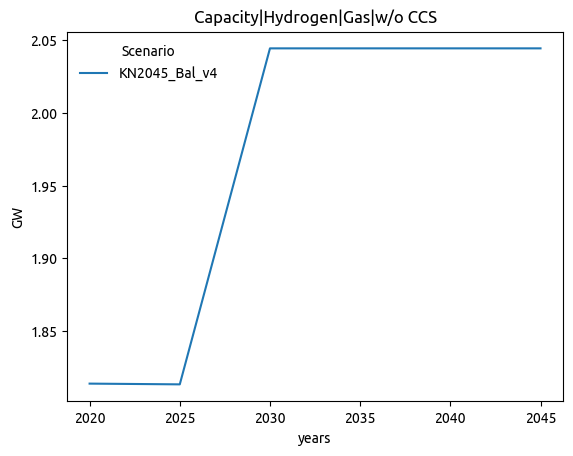 Capacity|Hydrogen|Gas|w/o CCS
Scenario
KN2045_Bal_v4
GW
2.05
2.00
1.95
1.90
1.85
2020 2025 2030 2035 2040 2045
years